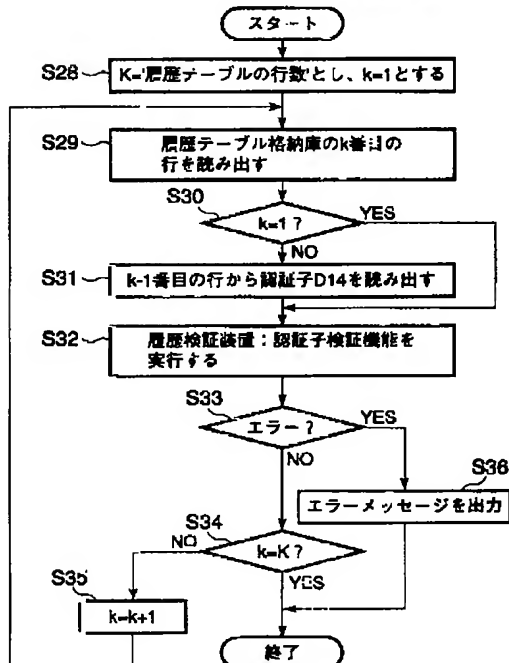 スタート
S28
K='履歴テーブルの行数'とし、k=1とする
S29
履歴テーブル格納庫のk番目の
行を読み出す
S30
k=1?
YES
NO
S31
k-1番目の行から認証子D14を読み出す
S32
履歴検証装置：認証子検証機能を
実行する
S33
エラー?
YES
NO
S36
エラーメッセージを出力
S34
k=K?
NO
YES
S35
k=k+1
終了